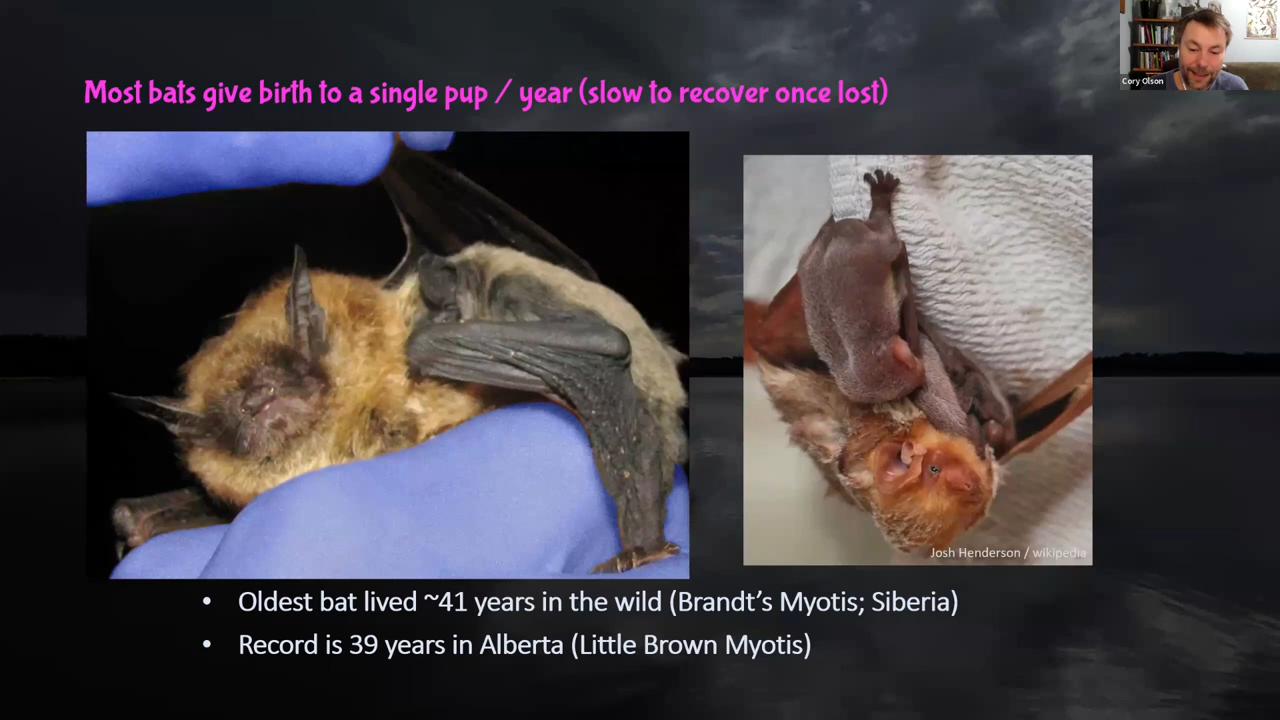 Cory Olson
Most bats give birth to a single pup / year (slow to recover once lost)
Josh Henderson / wikipedia
• Oldest bat lived ~41 years in the wild (Brandt's Myotis; Siberia)
• Record is 39 years in Alberta (Little Brown Myotis)